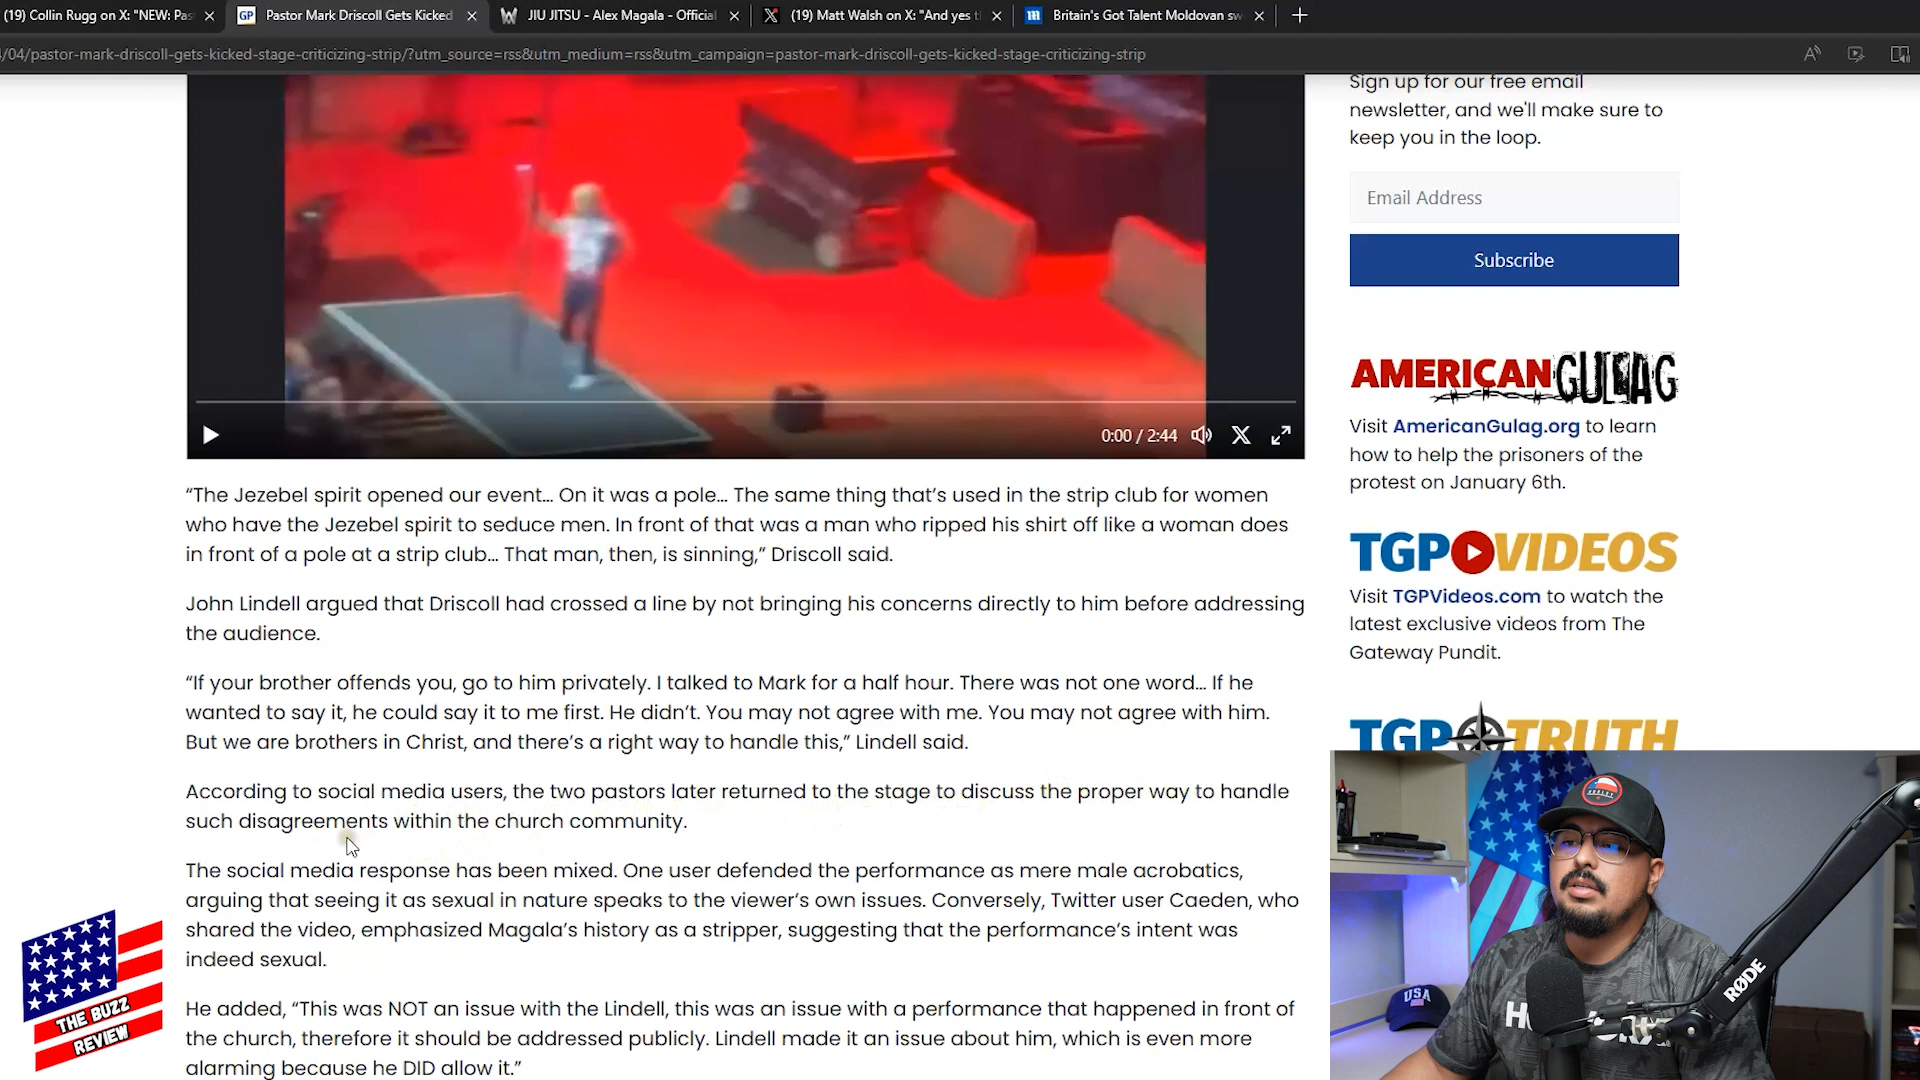 (19) Collin Rugg on X: "NEW: Pas
GP Pastor Mark Driscoll Gets Kicked
JIU JITSU - Alex Magala - Official
(19) Matt Walsh on X: "And yes t
Britain's Got Talent Moldovan sw
/04/pastor-mark-driscoll-gets-kicked-stage-criticizing-strip/?utm_source=rss&utm_medium=rss&utm_campaign=pastor-mark-driscoll-gets-kicked-stage-criticizing-strip
0:00 / 2:44
“The Jezebel spirit opened our event… On it was a pole… The same thing that’s used in the strip club for women
who have the Jezebel spirit to seduce men. In front of that was a man who ripped his shirt off like a woman does
in front of a pole at a strip club… That man, then, is sinning,” Driscoll said.
John Lindell argued that Driscoll had crossed a line by not bringing his concerns directly to him before addressing
the audience.
“If your brother offends you, go to him privately. I talked to Mark for a half hour. There was not one word… If he
wanted to say it, he could say it to me first. He didn’t. You may not agree with me. You may not agree with him.
But we are brothers in Christ, and there’s a right way to handle this,” Lindell said.
According to social media users, the two pastors later returned to the stage to discuss the proper way to handle
such disagreements within the church community.
The social media response has been mixed. One user defended the performance as mere male acrobatics,
arguing that seeing it as sexual in nature speaks to the viewer’s own issues. Conversely, Twitter user Caeden, who
shared the video, emphasized Magala’s history as a stripper, suggesting that the performance’s intent was
indeed sexual.
He added, “This was NOT an issue with the Lindell, this was an issue with a performance that happened in front of
the church, therefore it should be addressed publicly. Lindell made it an issue about him, which is even more
alarming because he DID allow it.”
Sign up for our free email
newsletter, and we'll make sure to
keep you in the loop.
Email Address
Subscribe
AMERICAN GULAG
Visit AmericanGulag.org to learn
how to help the prisoners of the
protest on January 6th.
TGP VIDEOS
Visit TGPVideos.com to watch the
latest exclusive videos from The
Gateway Pundit.
TGP TRUTH
THE BUZZ
REVIEW
USA
RØDE